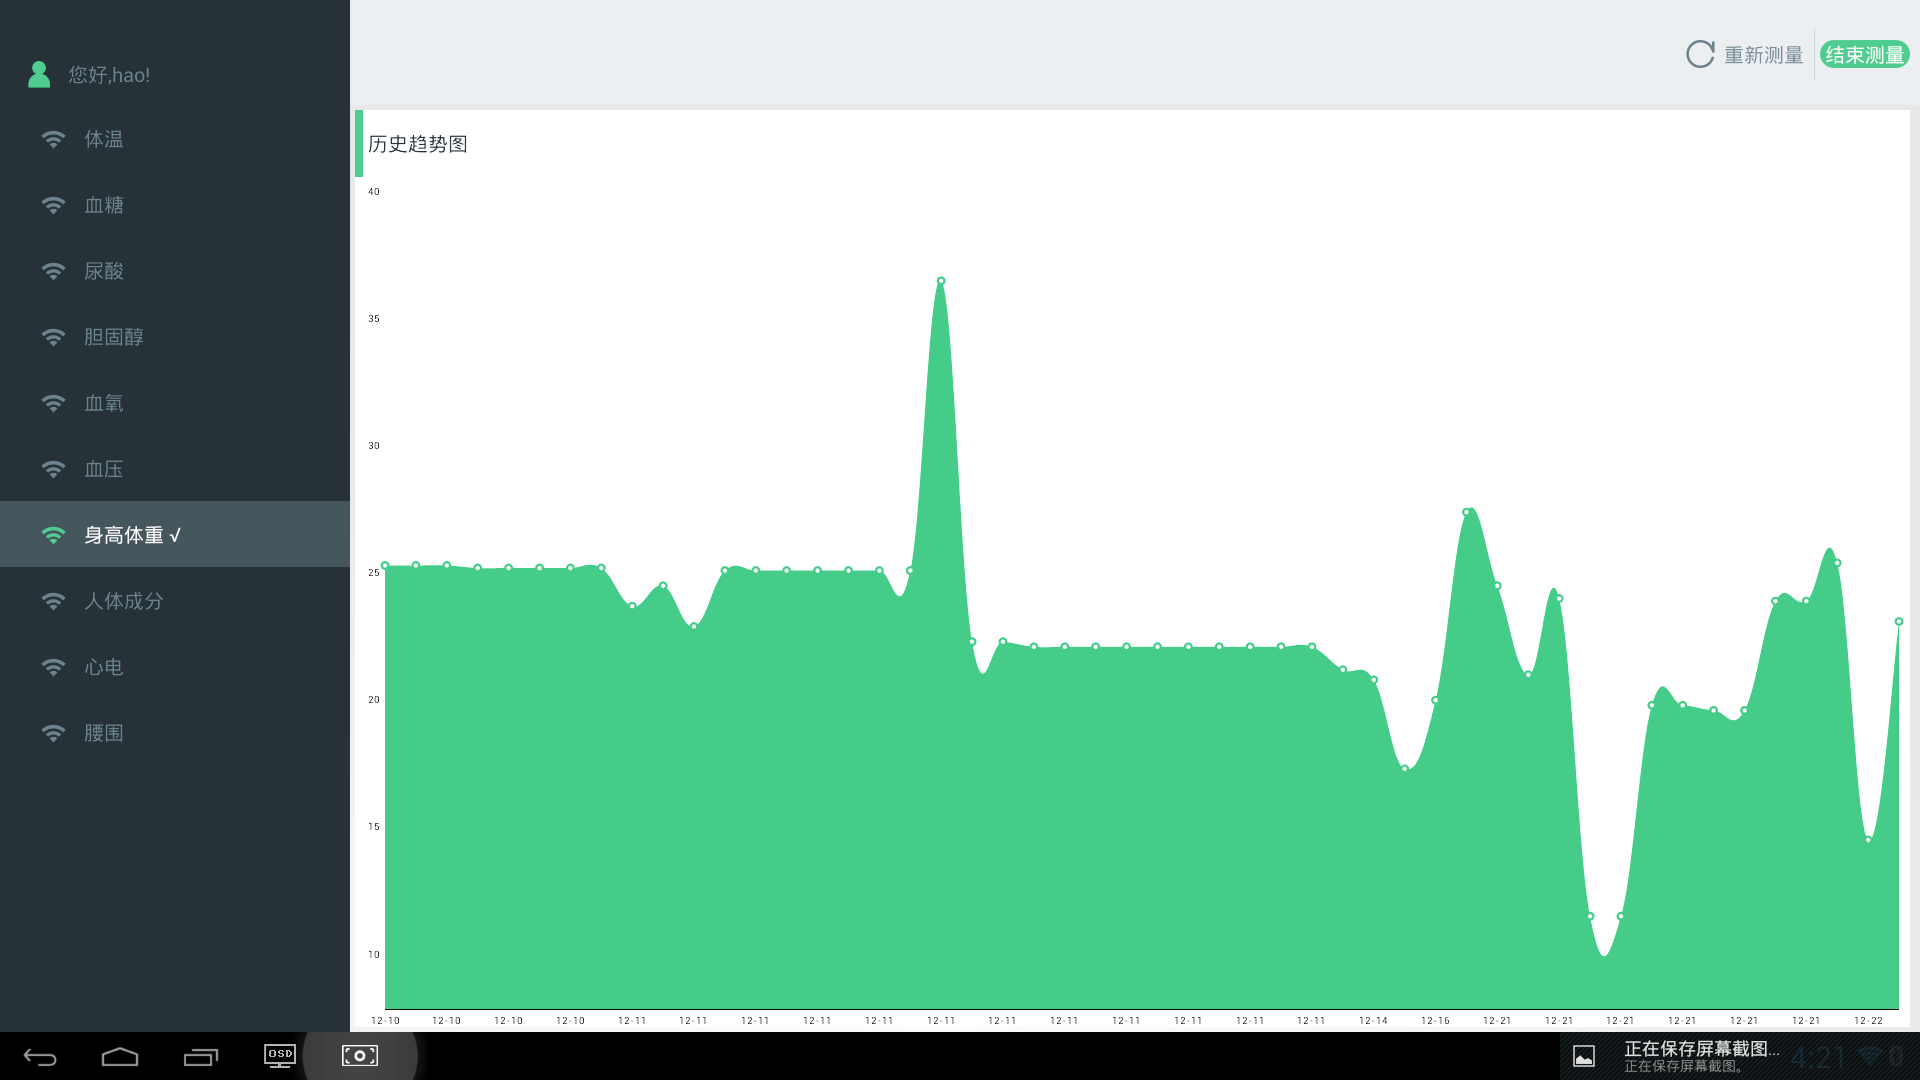 您好,hao!
体温
血糖
尿酸
胆固醇
血氧
血压
身高体重 √
人体成分
心电
腰围
重新测量
结束测量
历史趋势图
40
35
30
25
20
15
10
12-10 12-10 12-10 12-10 12-11 12-11 12-11 12-11 12-11 12-11 12-11 12-11 12-11 12-11 12-11 12-11 12-14 12-16 12-21 12-21 12-21 12-21 12-21 12-21 12-22
OSD
正在保存屏幕截图...
正在保存屏幕截图。
4:21